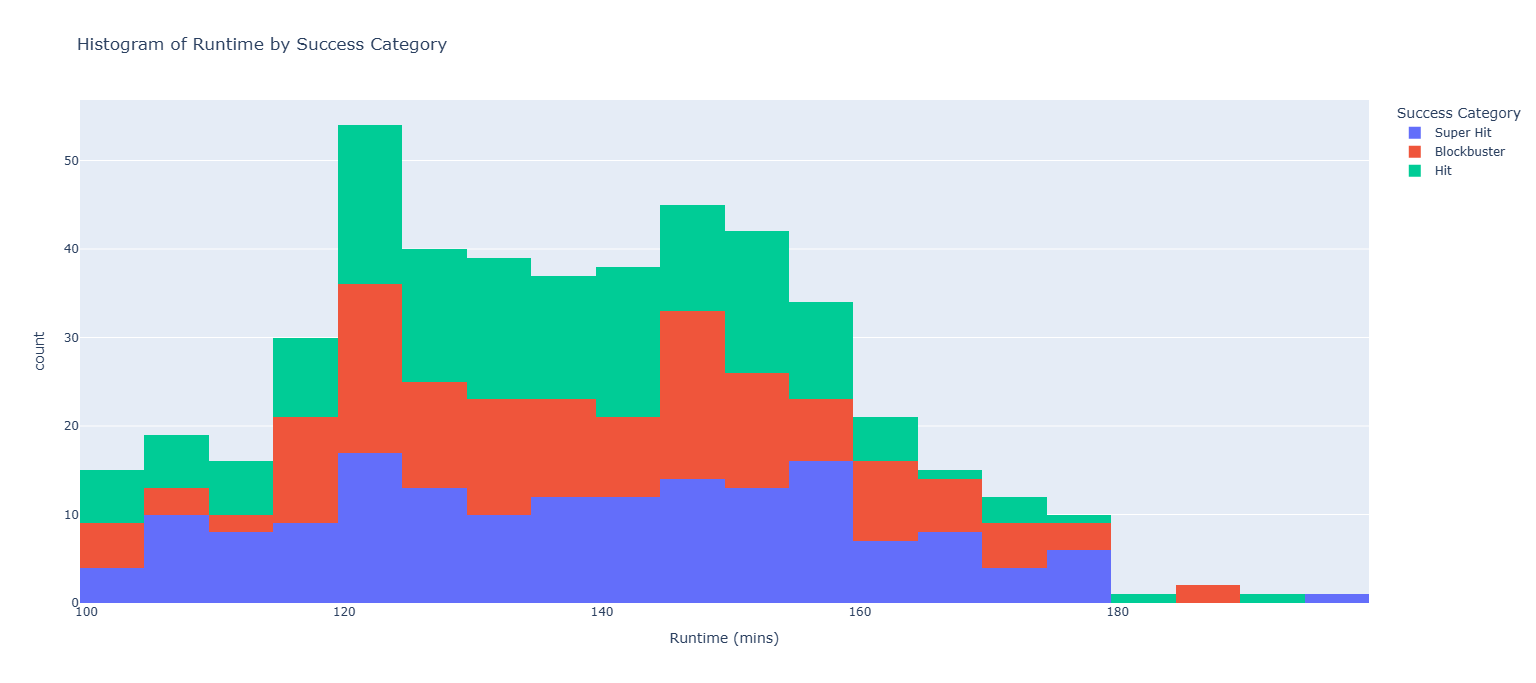 Histogram of Runtime by Success Category
Success Category
Super Hit
Blockbuster
Hit
50
40
30
20
10
0
count
100 120 140 160 180
Runtime (mins)